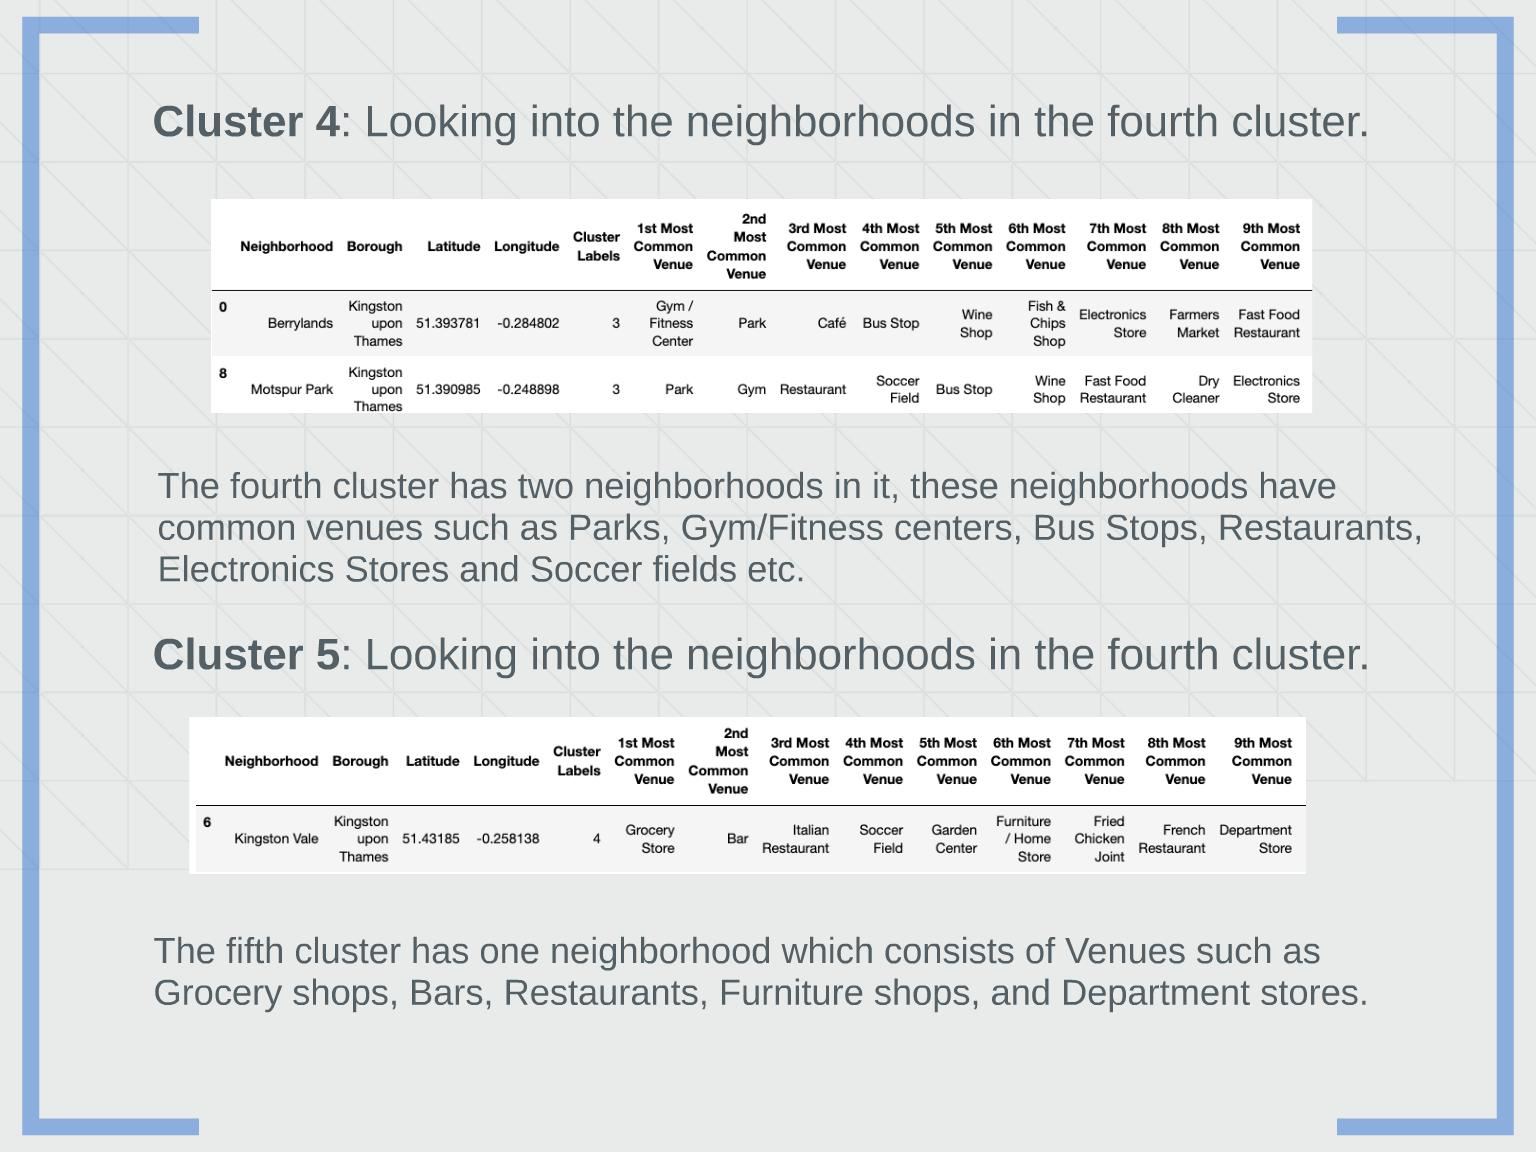 Cluster 4: Looking into the neighborhoods in the fourth cluster.
Neighborhood Borough Latitude Longitude Cluster Labels 1st Most Common Venue 2nd Most Common Venue 3rd Most Common Venue 4th Most Common Venue 5th Most Common Venue 6th Most Common Venue 7th Most Common Venue 8th Most Common Venue 9th Most Common Venue
0 Berrylands Kingston upon Thames 51.393781 -0.284802 3 Gym / Fitness Center Park Café Bus Stop Wine Shop Fish & Chips Shop Electronics Store Farmers Market Fast Food Restaurant
8 Motspur Park Kingston upon Thames 51.390985 -0.248898 3 Park Gym Restaurant Soccer Field Bus Stop Wine Shop Fast Food Restaurant Dry Cleaner Electronics Store
The fourth cluster has two neighborhoods in it, these neighborhoods have
common venues such as Parks, Gym/Fitness centers, Bus Stops, Restaurants,
Electronics Stores and Soccer fields etc.
Cluster 5: Looking into the neighborhoods in the fourth cluster.
Neighborhood Borough Latitude Longitude Cluster Labels 1st Most Common Venue 2nd Most Common Venue 3rd Most Common Venue 4th Most Common Venue 5th Most Common Venue 6th Most Common Venue 7th Most Common Venue 8th Most Common Venue 9th Most Common Venue
6 Kingston Vale Kingston upon Thames 51.43185 -0.258138 4 Grocery Store Bar Italian Restaurant Soccer Field Garden Center Furniture / Home Store Fried Chicken Joint French Restaurant Department Store
The fifth cluster has one neighborhood which consists of Venues such as
Grocery shops, Bars, Restaurants, Furniture shops, and Department stores.